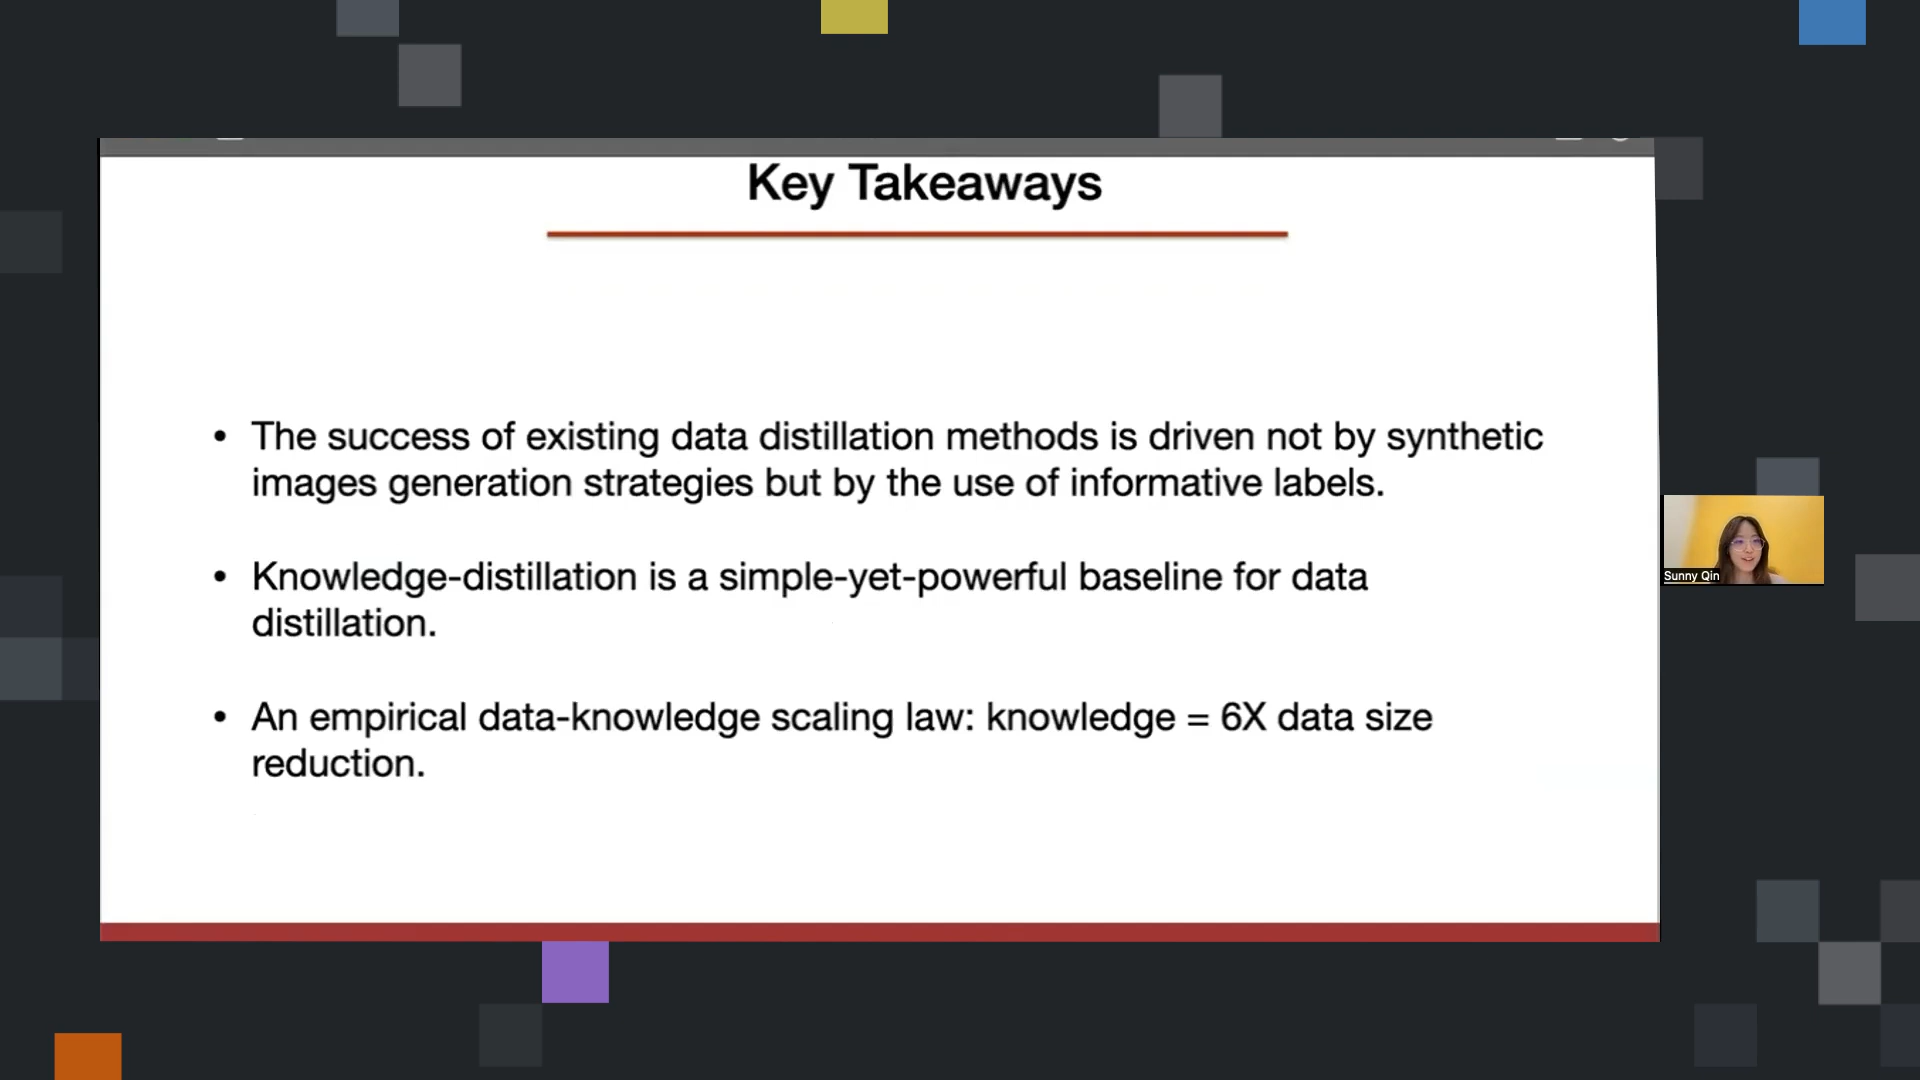 Key Takeaways
• The success of existing data distillation methods is driven not by synthetic
images generation strategies but by the use of informative labels.
• Knowledge-distillation is a simple-yet-powerful baseline for data
distillation.
• An empirical data-knowledge scaling law: knowledge = 6X data size
reduction.
Sunny Qin